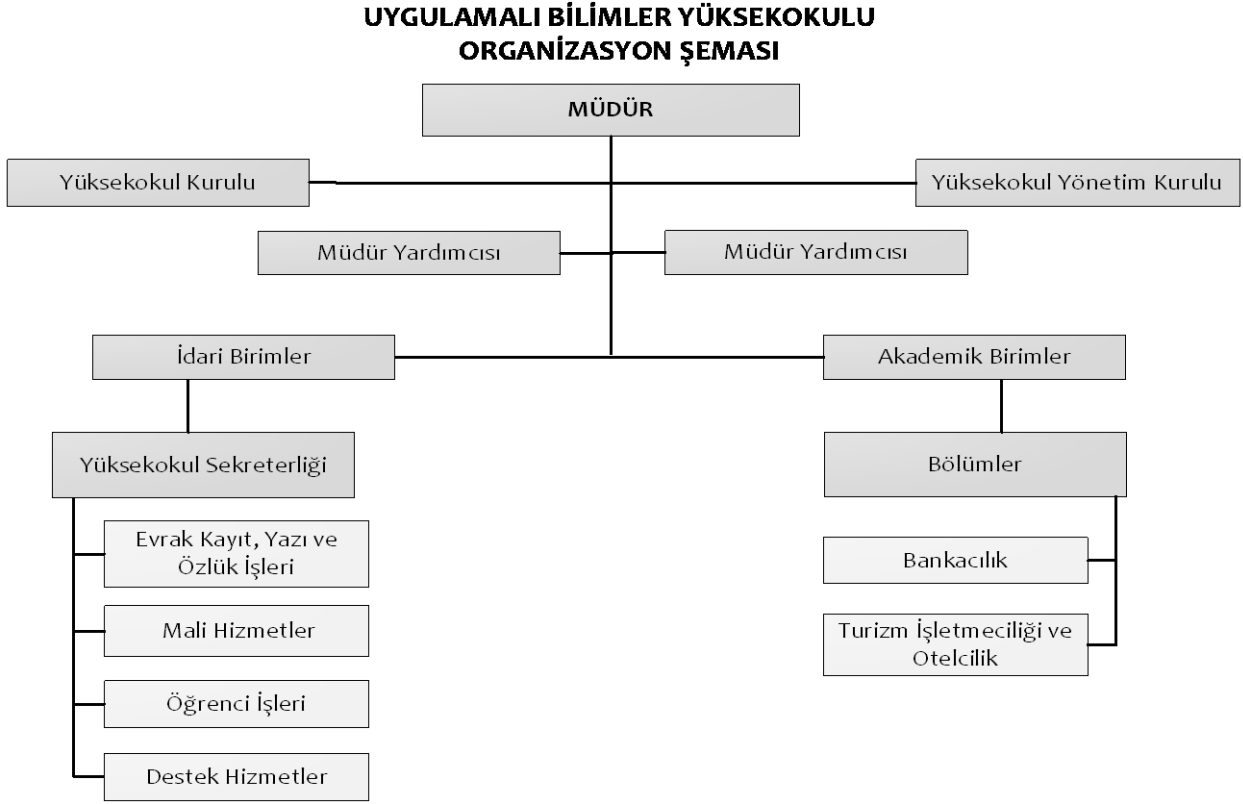 UYGULAMALI BİLİMLER YÜKSEKOKULU
ORGANİZASYON ŞEMASI
MÜDÜR
Yüksekokul Kurulu
Yüksekokul Yönetim Kurulu
Müdür Yardımcısı
Müdür Yardımcısı
İdari Birimler
Akademik Birimler
Yüksekokul Sekreterliği
Bölümler
Evrak Kayıt, Yazı ve
Özlük İşleri
Mali Hizmetler
Öğrenci İşleri
Destek Hizmetler
Bankacılık
Turizm İşletmeciliği ve
Otelcilik